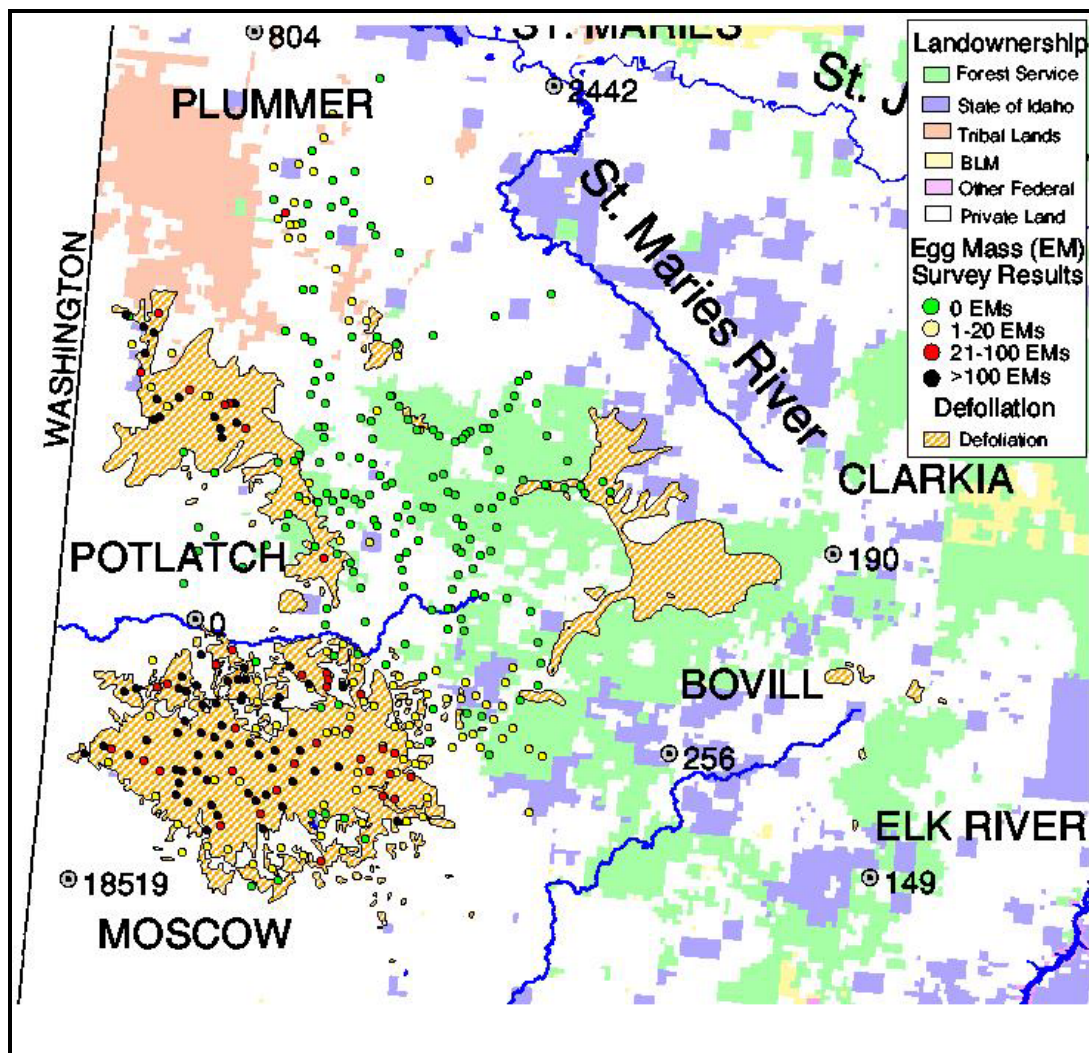 804
ST. MARIES
2442
St. J
PLUMMER
St. Maries River
WASHINGTON
CLARKIA
POTLATCH
190
0
BOVILL
256
ELK RIVER
18519
149
MOSCOW
Landownership
Forest Service
State of Idaho
Tribal Lands
BLM
Other Federal
Private Land
Egg Mass (EM)
Survey Results
0 EMs
1-20 EMs
21-100 EMs
>100 EMs
Defoliation
Defoliation